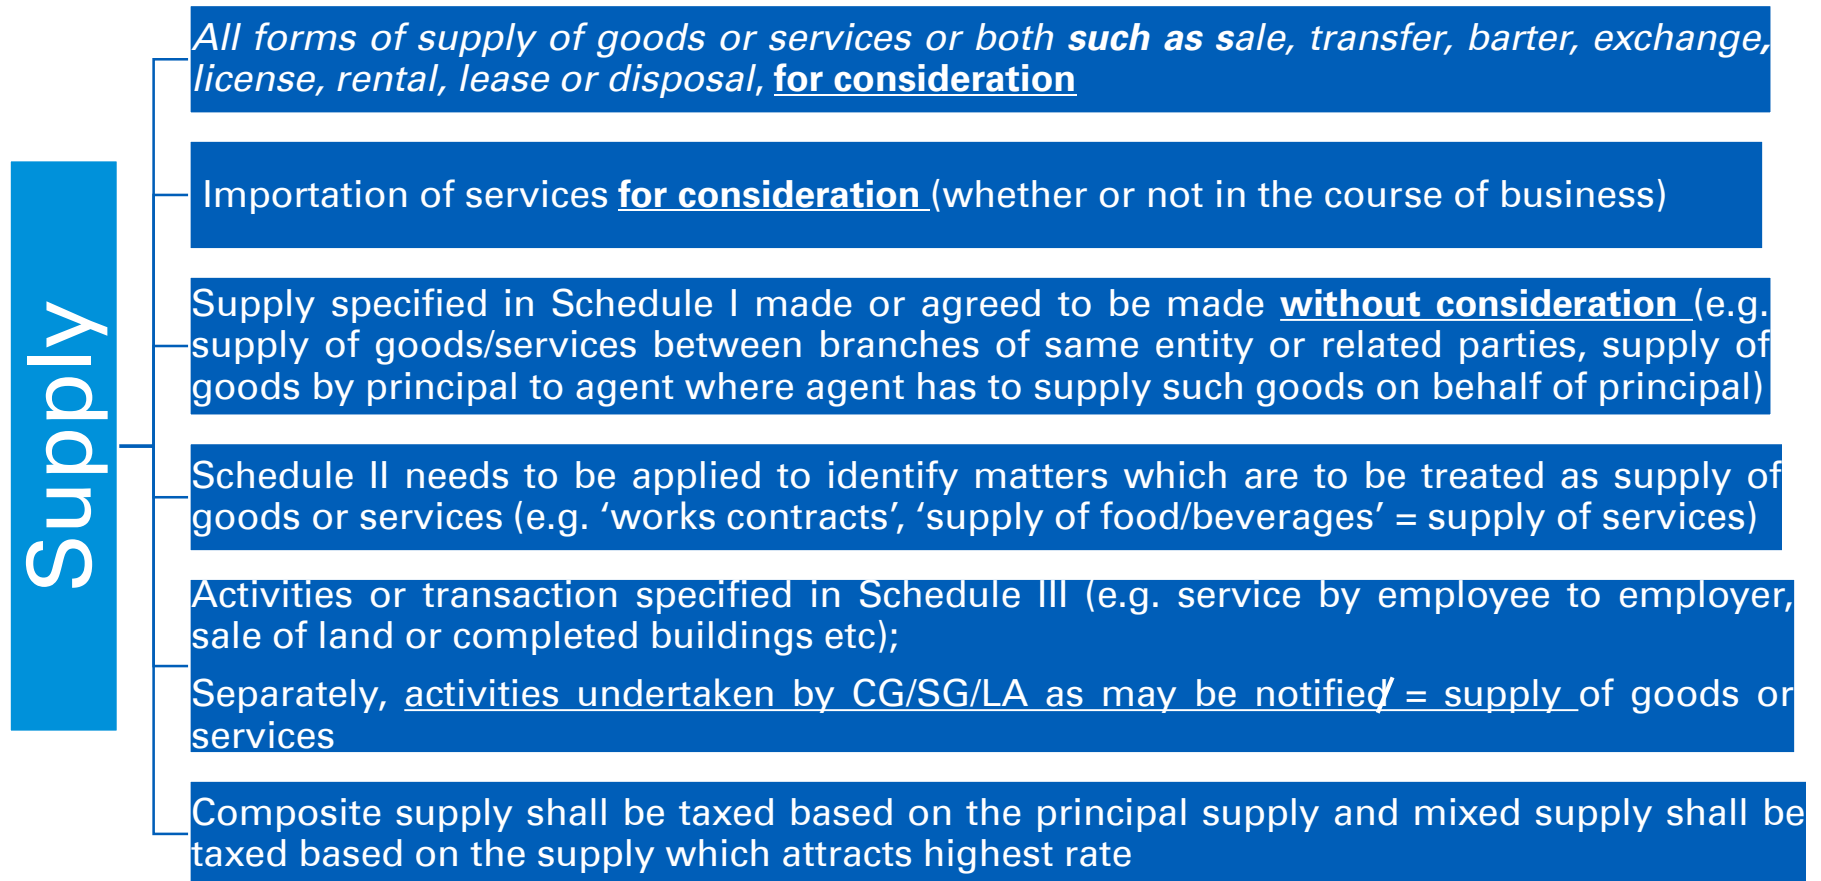 Supply
All forms of supply of goods or services or both such as sale, transfer, barter, exchange,
license, rental, lease or disposal, for consideration
Importation of services for consideration (whether or not in the course of business)
Supply specified in Schedule I made or agreed to be made without consideration (e.g.
supply of goods/services between branches of same entity or related parties, supply of
goods by principal to agent where agent has to supply such goods on behalf of principal)
Schedule II needs to be applied to identify matters which are to be treated as supply of
goods or services (e.g. ‘works contracts’, ‘supply of food/beverages’ = supply of services)
Activities or transaction specified in Schedule III (e.g. service by employee to employer,
sale of land or completed buildings etc);
Separately, activities undertaken by CG/SG/LA as may be notified ≠ supply of goods or
services
Composite supply shall be taxed based on the principal supply and mixed supply shall be
taxed based on the supply which attracts highest rate